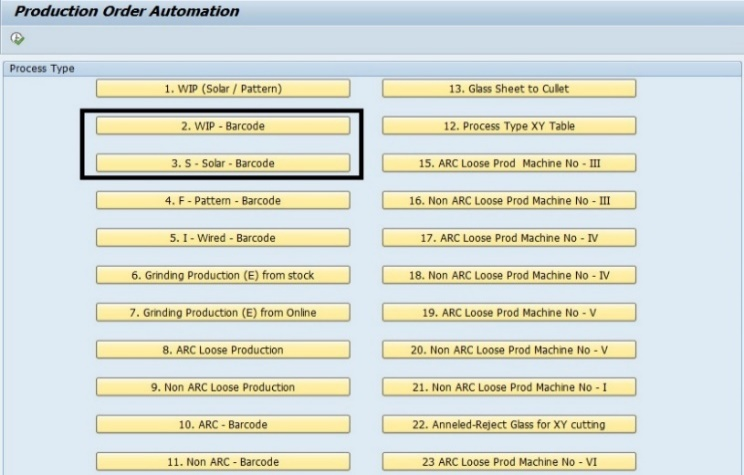 Production Order Automation
Process Type
1. WIP (Solar / Pattern)
13. Glass Sheet to Cullet
2. WIP - Barcode
12. Process Type XY Table
3. S - Solar - Barcode
15. ARC Loose Prod Machine No - III
4. F - Pattern - Barcode
16. Non ARC Loose Prod Machine No - III
5. I - Wired - Barcode
17. ARC Loose Prod Machine No - IV
6. Grinding Production (E) from stock
18. Non ARC Loose Prod Machine No - IV
7. Grinding Production (E) from Online
19. ARC Loose Prod Machine No - V
8. ARC Loose Production
20. Non ARC Loose Prod Machine No - V
9. Non ARC Loose Production
21. Non ARC Loose Prod Machine No - I
10. ARC - Barcode
22. Anneled-Reject Glass for XY cutting
11. Non ARC - Barcode
23 ARC Loose Prod Machine No - VI